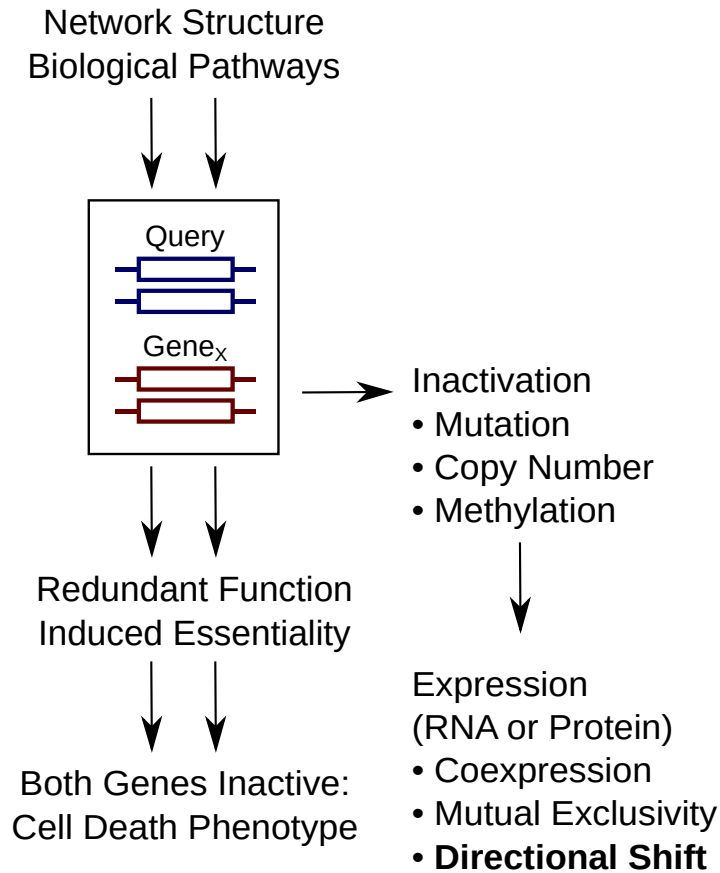 Network Structure
Biological Pathways
Query
Geneₓ
Inactivation
• Mutation
• Copy Number
• Methylation
Redundant Function
Induced Essentiality
Expression
(RNA or Protein)
• Coexpression
• Mutual Exclusivity
• Directional Shift
Both Genes Inactive:
Cell Death Phenotype